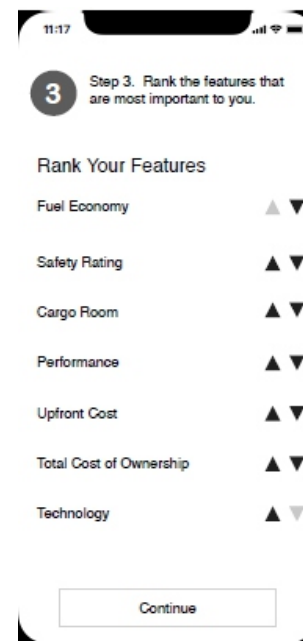 11:17
3
Step 3. Rank the features that
are most important to you.
Rank Your Features
Fuel Economy
Safety Rating
Cargo Room
Performance
Upfront Cost
Total Cost of Ownership
Technology
Continue